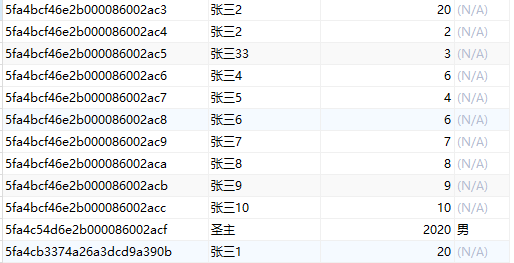 5fa4bcf46e2b000086002ac3 张三2 20 (N/A)
5fa4bcf46e2b000086002ac4 张三2 2 (N/A)
5fa4bcf46e2b000086002ac5 张三33 3 (N/A)
5fa4bcf46e2b000086002ac6 张三4 6 (N/A)
5fa4bcf46e2b000086002ac7 张三5 4 (N/A)
5fa4bcf46e2b000086002ac8 张三6 6 (N/A)
5fa4bcf46e2b000086002ac9 张三7 7 (N/A)
5fa4bcf46e2b000086002aca 张三8 8 (N/A)
5fa4bcf46e2b000086002acb 张三9 9 (N/A)
5fa4bcf46e2b000086002acc 张三10 10 (N/A)
5fa4c54d6e2b000086002acf 圣主 2020 男
5fa4cb3374a26a3dcd9a390b 张三1 20 (N/A)